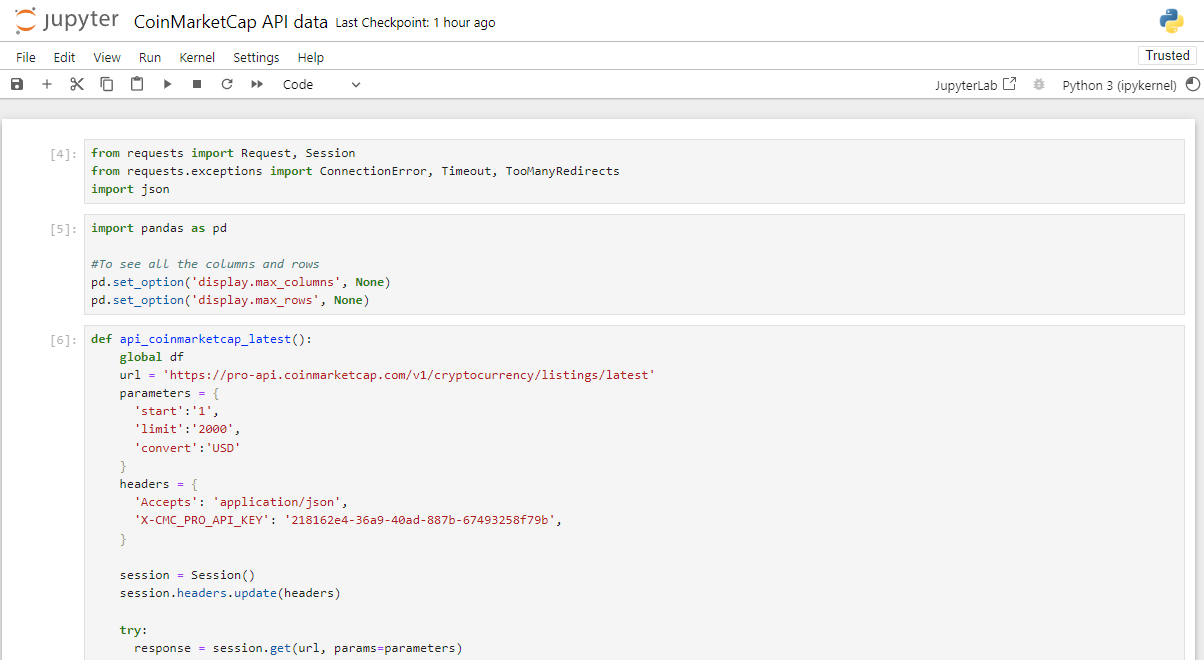 jupyter CoinMarketCap API data Last Checkpoint: 1 hour ago
File Edit View Run Kernel Settings Help Trusted
Code JupyterLab Python 3 (ipykernel)
[4]: from requests import Request, Session
from requests.exceptions import ConnectionError, Timeout, TooManyRedirects
import json
[5]: import pandas as pd
#To see all the columns and rows
pd.set_option('display.max_columns', None)
pd.set_option('display.max_rows', None)
[6]: def api_coinmarketcap_latest():
global df
url = 'https://pro-api.coinmarketcap.com/v1/cryptocurrency/listings/latest'
parameters = {
'start':'1',
'limit':'2000',
'convert':'USD'
}
headers = {
'Accepts': 'application/json',
'X-CMC_PRO_API_KEY': '218162e4-36a9-40ad-887b-67493258f79b',
}
session = Session()
session.headers.update(headers)
try:
response = session.get(url, params=parameters)